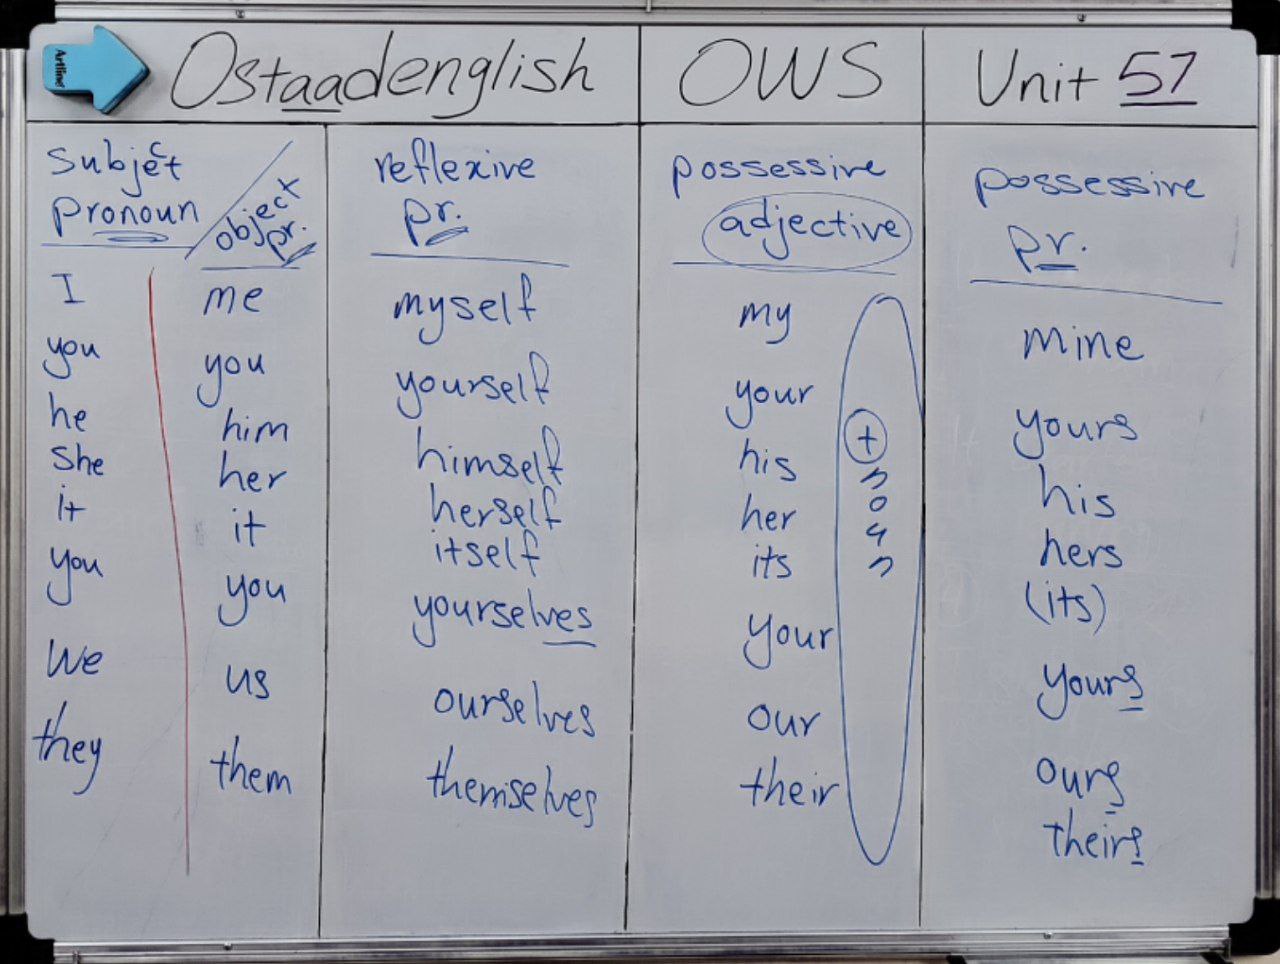 Artline
Ostaadenglish
OWS
Unit 57
subject
pronoun
object
pr.
reflexive
pr.
possessive
adjective
possessive
pr.
I
me
myself
my
mine
you
you
yourself
your
yours
he
him
himself
his
his
she
her
herself
her
hers
it
it
itself
its
(its)
you
you
yourselves
your
yours
we
us
ourselves
our
ours
they
them
themselves
their
theirs
+
noun